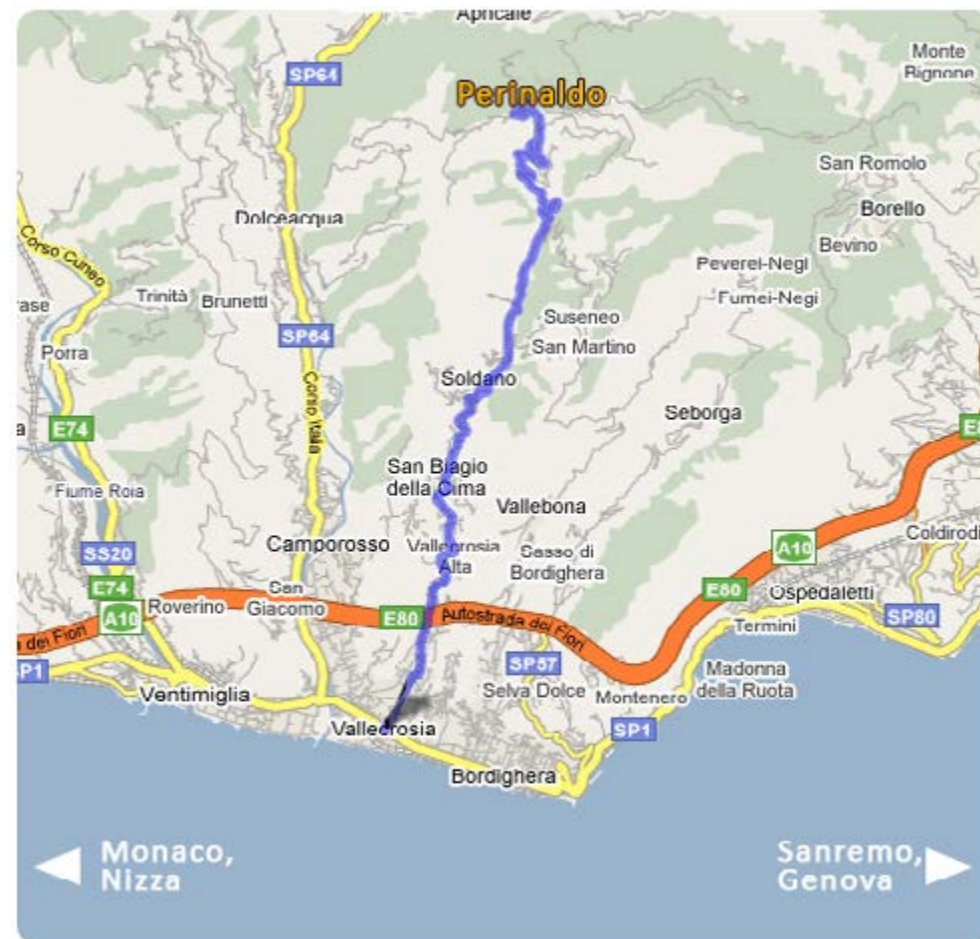 Apricale
Monte
Bignone
SP64
Perinaldo
San Romolo
Borello
Dolceacqua
Bevino
Corso Cuneo
Peverei-Negi
Trinità
Brunetti
Fumei-Negi
Suseneo
SP64
San Martino
Porra
Soldano
Corso Italia
Seborga
E74
San Biagio
della Cima
Fiume Roia
Vallebona
Coldirodi
A10
SS20
Camporosso
Vallecrosia
Alta
Sasso di
Bordighera
E74
San
Giacomo
E80
Ospedaletti
A10
Roverino
E80
Autostrada dei Fiori
SP80
Termini
dei Fiori
SP1
SP57
Madonna
della Ruota
Ventimiglia
Selva Dolce
Montenero
Vallecrosia
SP1
Bordighera
Monaco,
Nizza
Sanremo,
Genova